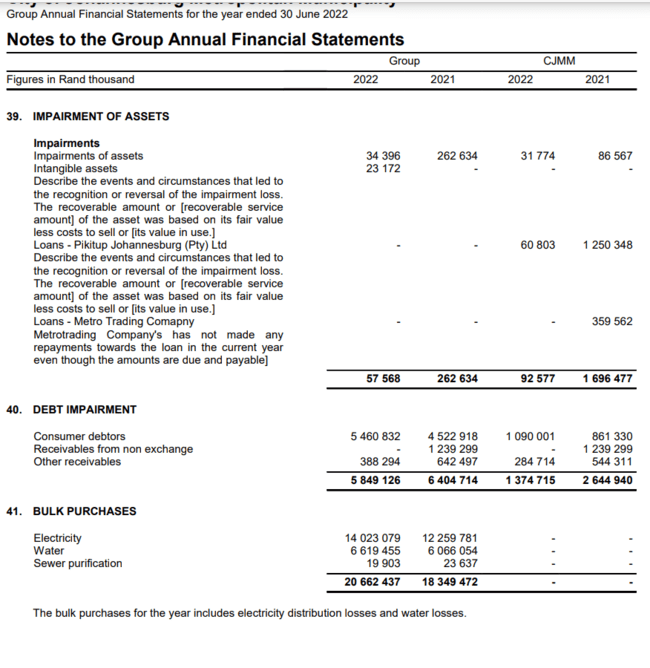 Group Annual Financial Statements for the year ended 30 June 2022
Notes to the Group Annual Financial Statements
Group CJMM
Figures in Rand thousand 2022 2021 2022 2021
39. IMPAIRMENT OF ASSETS
Impairments
Impairments of assets 34 396 262 634 31 774 86 567
Intangible assets 23 172 - - -
Describe the events and circumstances that led to
the recognition or reversal of the impairment loss.
The recoverable amount or [recoverable service
amount] of the asset was based on its fair value
less costs to sell or [its value in use.]
Loans - Pikitup Johannesburg (Pty) Ltd - - 60 803 1 250 348
Describe the events and circumstances that led to
the recognition or reversal of the impairment loss.
The recoverable amount or [recoverable service
amount] of the asset was based on its fair value
less costs to sell or [its value in use.]
Loans - Metro Trading Comapny - - - 359 562
Metrotrading Company's has not made any
repayments towards the loan in the current year
even though the amounts are due and payable]
57 568 262 634 92 577 1 696 477
40. DEBT IMPAIRMENT
Consumer debtors 5 460 832 4 522 918 1 090 001 861 330
Receivables from non exchange - 1 239 299 - 1 239 299
Other receivables 388 294 642 497 284 714 544 311
5 849 126 6 404 714 1 374 715 2 644 940
41. BULK PURCHASES
Electricity 14 023 079 12 259 781 - -
Water 6 619 455 6 066 054 - -
Sewer purification 19 903 23 637 - -
20 662 437 18 349 472 - -
The bulk purchases for the year includes electricity distribution losses and water losses.